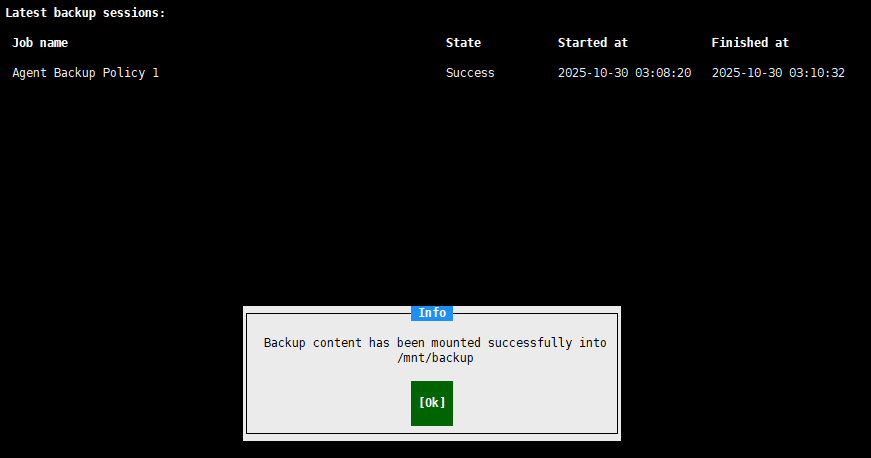 Latest backup sessions:
Job name State Started at Finished at
Agent Backup Policy 1 Success 2025-10-30 03:08:20 2025-10-30 03:10:32
Info
Backup content has been mounted successfully into
/mnt/backup
[Ok]